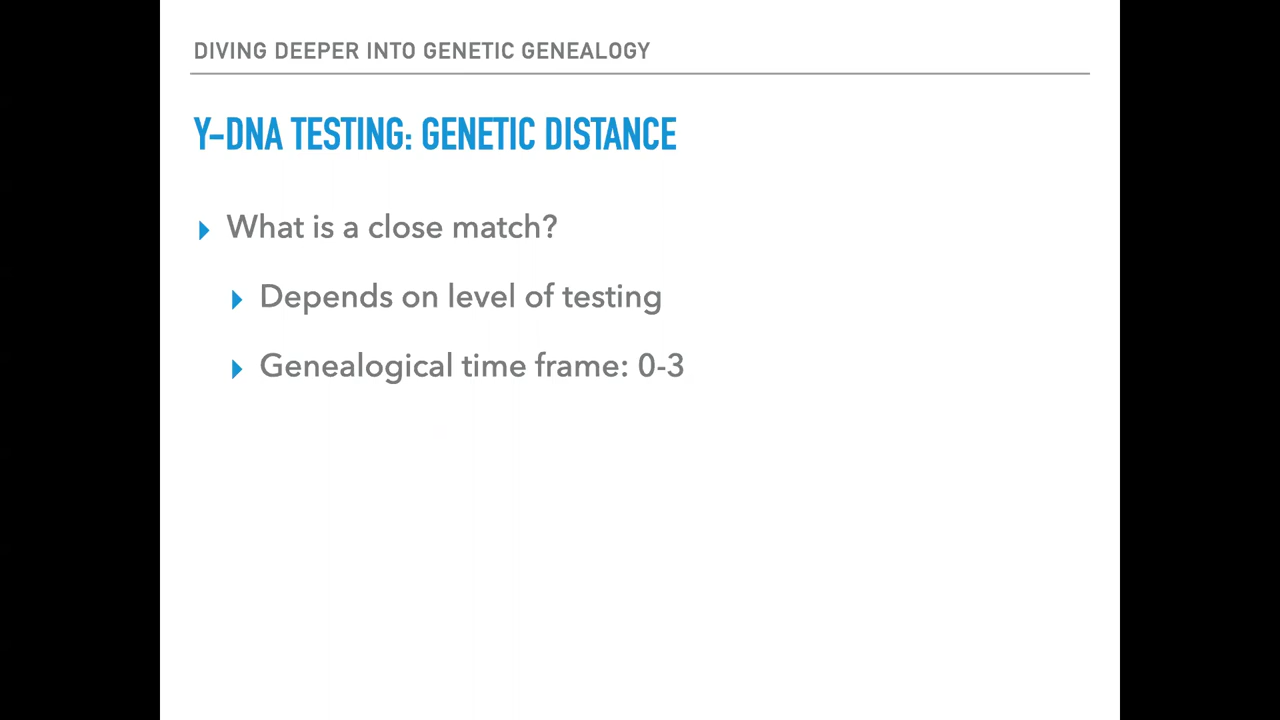 DIVING DEEPER INTO GENETIC GENEALOGY
Y-DNA TESTING: GENETIC DISTANCE
What is a close match?
Depends on level of testing
Genealogical time frame: 0-3